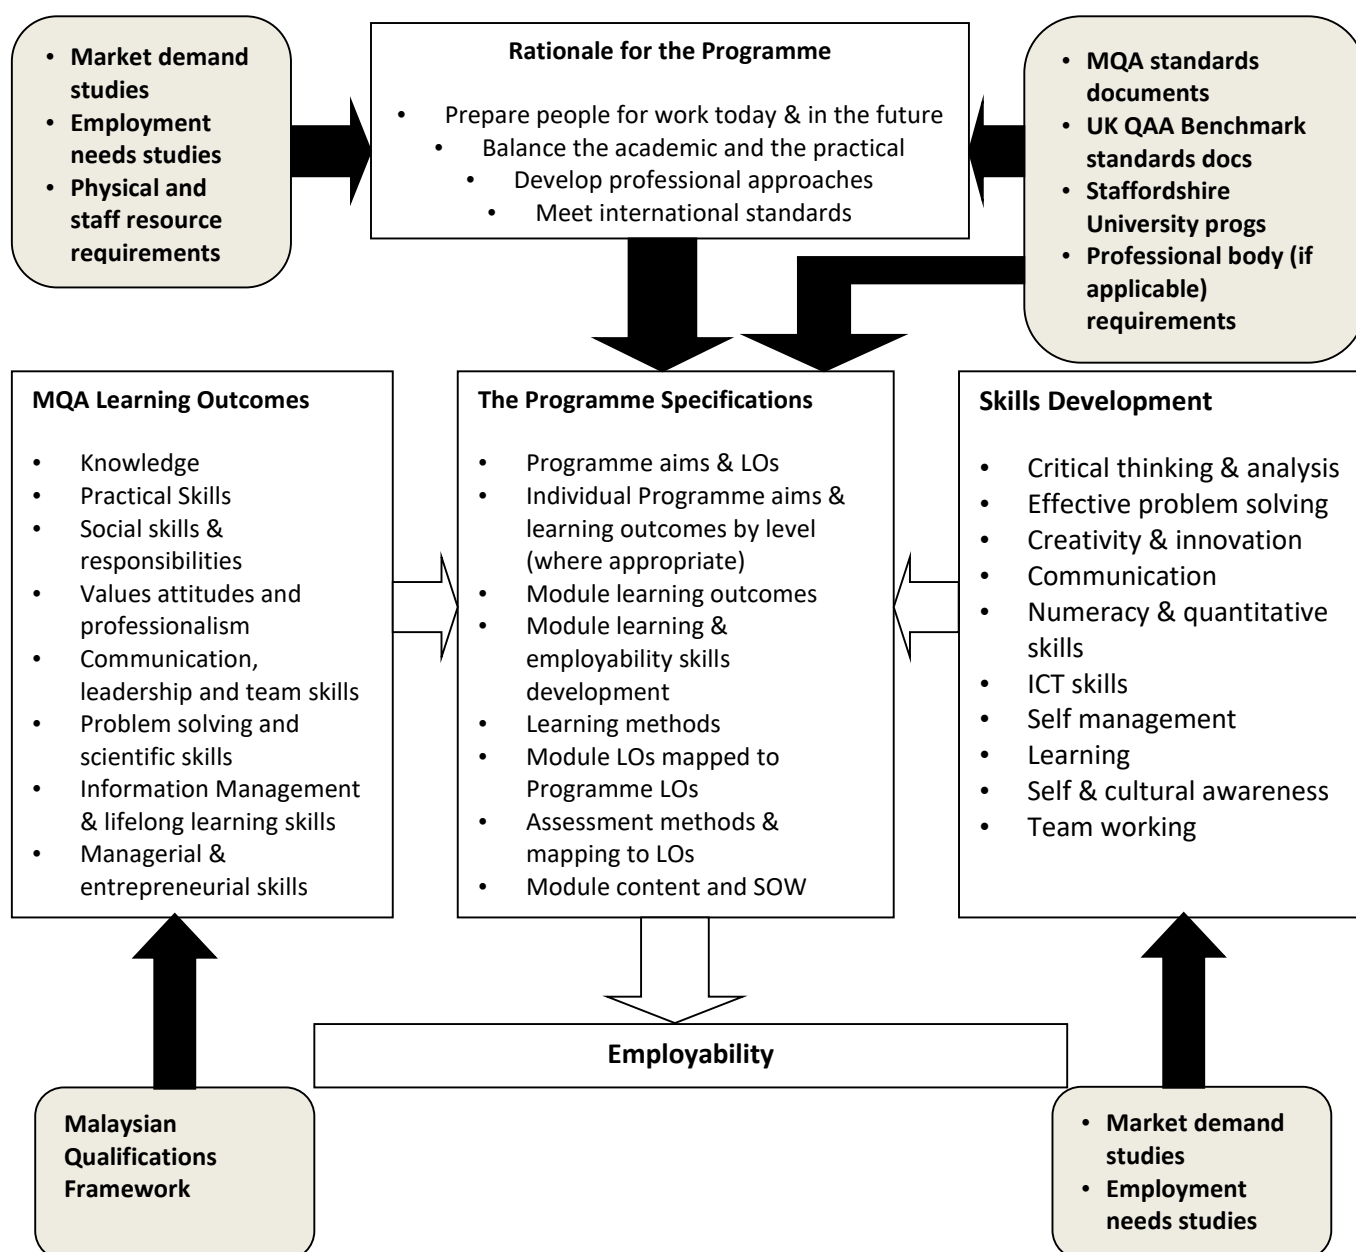 • Market demand
studies
• Employment
needs studies
• Physical and
staff resource
requirements
Rationale for the Programme
• Prepare people for work today & in the future
• Balance the academic and the practical
• Develop professional approaches
• Meet international standards
• MQA standards
documents
• UK QAA Benchmark
standards docs
• Staffordshire
University progs
• Professional body (if
applicable)
requirements
MQA Learning Outcomes
• Knowledge
• Practical Skills
• Social skills &
responsibilities
• Values attitudes and
professionalism
• Communication,
leadership and team skills
• Problem solving and
scientific skills
• Information Management
& lifelong learning skills
• Managerial &
entrepreneurial skills
The Programme Specifications
• Programme aims & LOs
• Individual Programme aims &
learning outcomes by level
(where appropriate)
• Module learning outcomes
• Module learning &
employability skills
development
• Learning methods
• Module LOs mapped to
Programme LOs
• Assessment methods &
mapping to LOs
• Module content and SOW
Skills Development
• Critical thinking & analysis
• Effective problem solving
• Creativity & innovation
• Communication
• Numeracy & quantitative
skills
• ICT skills
• Self management
• Learning
• Self & cultural awareness
• Team working
Employability
Malaysian
Qualifications
Framework
• Market demand
studies
• Employment
needs studies